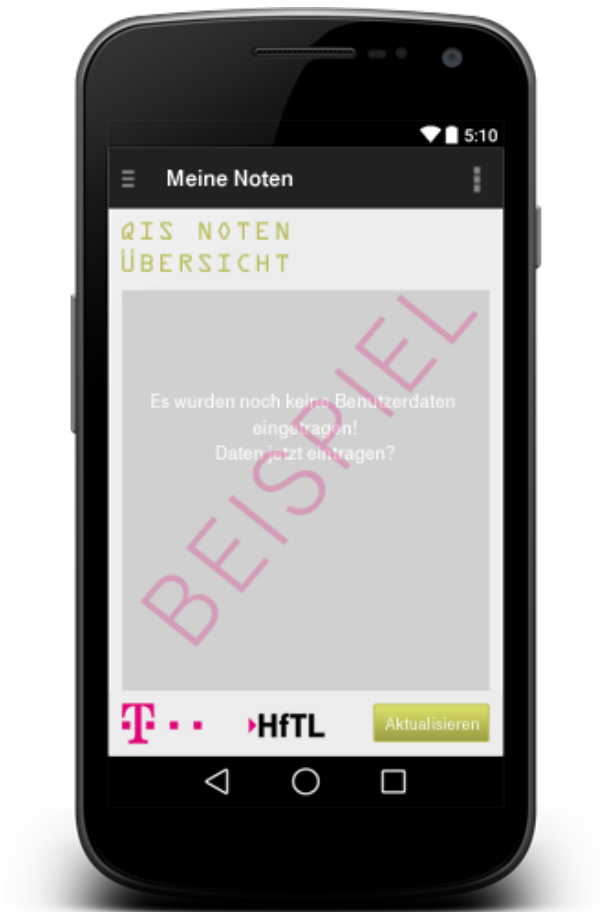 5:10
Meine Noten
QIS NOTEN
ÜBERSICHT
Es wurden noch keine Benutzerdaten
eingetragen!
Daten jetzt eintragen?
BEISPIEL
T
HfTL
Aktualisieren